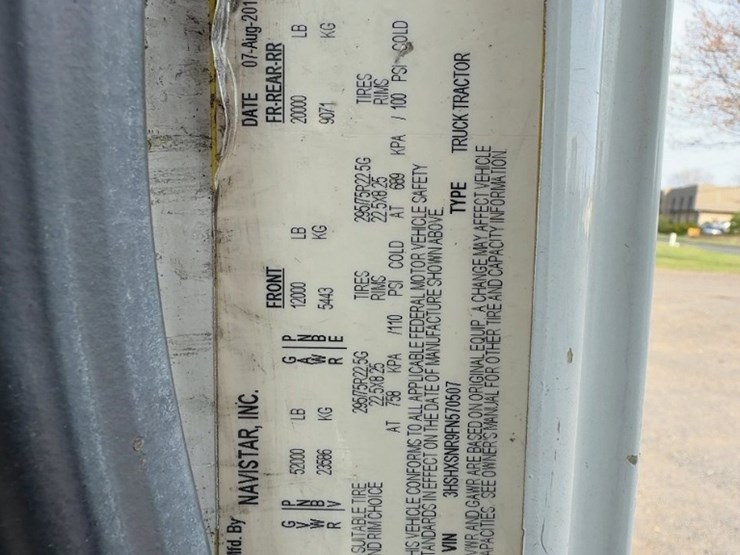 Mfd. By NAVISTAR, INC. DATE 07-Aug-201
FRONT FR-REAR-RR
G P 52000 LB G P 12000 LB 20000 LB
V N A N
W B 23586 KG W B 5443 KG 9071 KG
R V R E
SUITABLE TIRE 295/75R22.5G TIRES 295/75R22.5G TIRES
ND RIM CHOICE 22.5X8.25 RIMS 22.5X8.25 RIMS
AT 758 KPA /110 PSI COLD AT 689 KPA / 100 PSI COLD
HIS VEHICLE CONFORMS TO ALL APPLICABLE FEDERAL MOTOR VEHICLE SAFETY
TANDARDS IN EFFECT ON THE DATE OF MANUFACTURE SHOWN ABOVE.
VIN 3HSHXSNR9FN570507 TYPE TRUCK TRACTOR
VWR AND GAWR ARE BASED ON ORIGINAL EQUIP. A CHANGE MAY AFFECT VEHICLE
APACITIES SEE OWNER'S MANUAL FOR OTHER TIRE AND CAPACITY INFORMATION